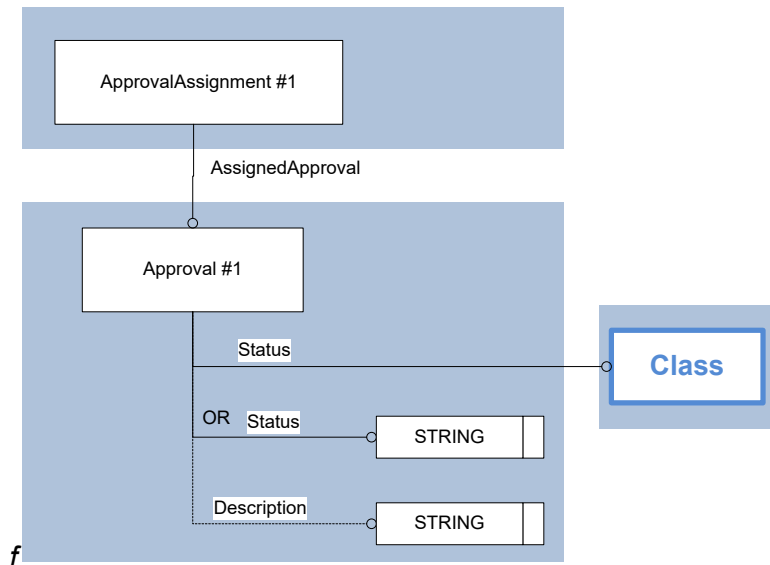 ApprovalAssignment #1
AssignedApproval
Approval #1
Status
Class
OR
Status
STRING
Description
STRING
f